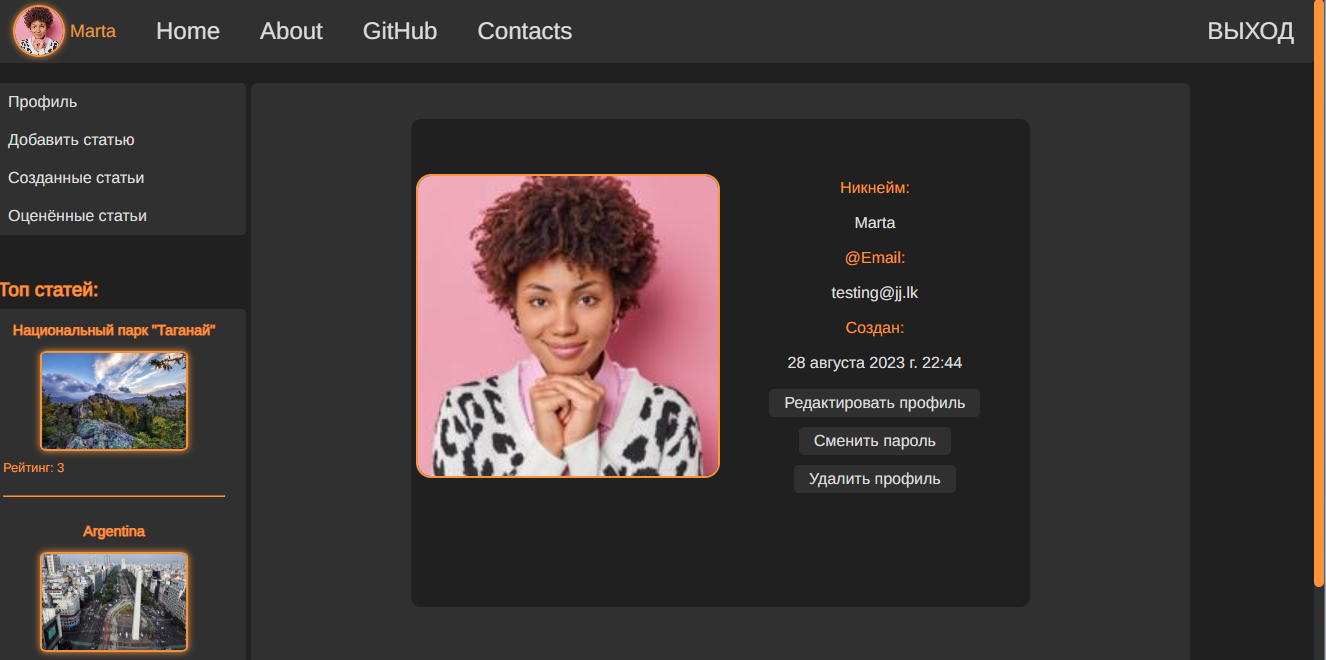 Marta
Home
About
GitHub
Contacts
ВЫХОД
Профиль
Добавить статью
Созданные статьи
Оценённые статьи
Топ статей:
Национальный парк "Таганай"
Рейтинг: 3
Argentina
Никнейм:
Marta
@Email:
testing@jj.lk
Создан:
28 августа 2023 г. 22:44
Редактировать профиль
Сменить пароль
Удалить профиль